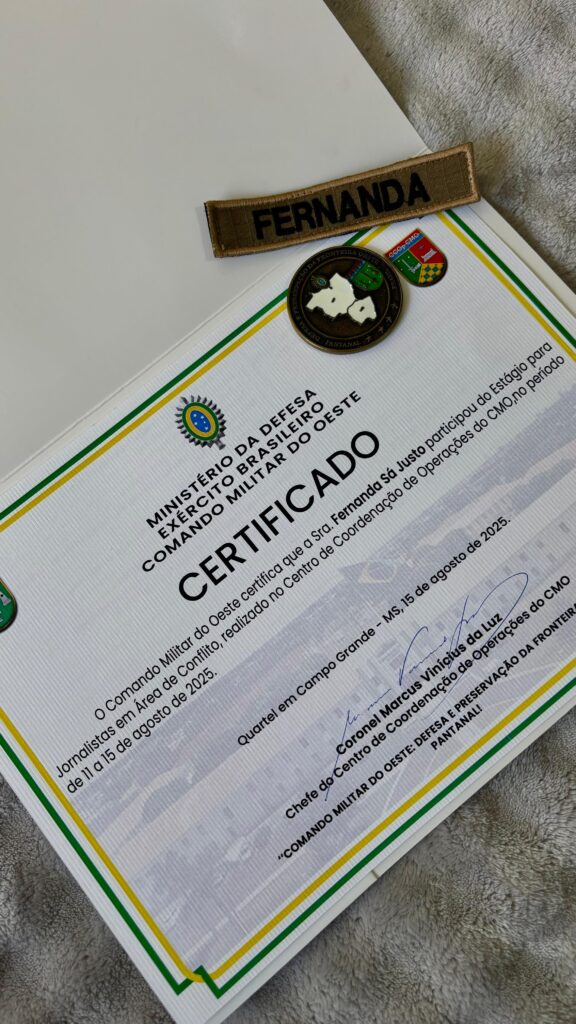 FERNANDA
CCOp-CMO
PANTANAL
MINISTÉRIO DA DEFESA
EXÉRCITO BRASILEIRO
COMANDO MILITAR DO OESTE
CERTIFICADO
O Comando Militar do Oeste certifica que a Sra. Fernanda Sá Justo participou do Estágio para
Jornalistas em Área de Conflito, realizado no Centro de Coordenação de Operações do CMO,no período
de 11 a 15 de agosto de 2025.
Quartel em Campo Grande - MS, 15 de agosto de 2025.
Coronel Marcus Vinicius da Luz
Chefe do Centro de Coordenação de Operações do CMO
“COMANDO MILITAR DO OESTE: DEFESA E PRESERVAÇÃO DA FRONTEIRA
PANTANAL!